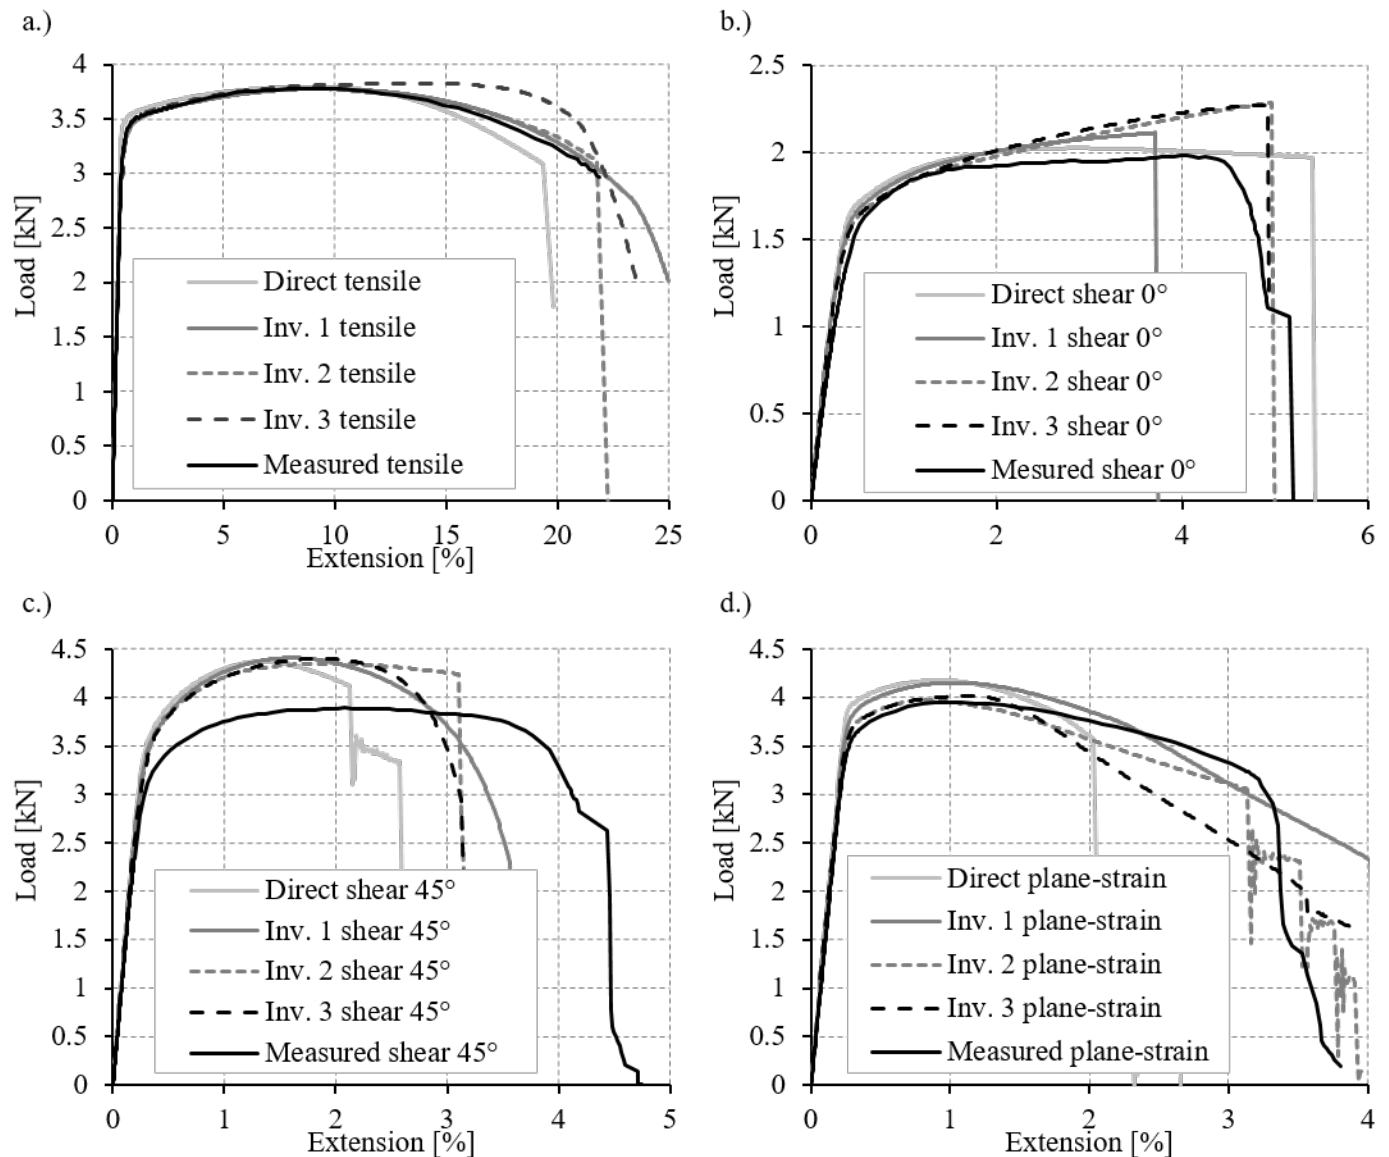 a.)
4
3.5
3
2.5
2
1.5
1
0.5
0
Load [kN]
Direct tensile
Inv. 1 tensile
Inv. 2 tensile
Inv. 3 tensile
Measured tensile
0 5 10 15 20 25
Extension [%]
b.)
2.5
2
1.5
1
0.5
0
Load [kN]
Direct shear 0°
Inv. 1 shear 0°
Inv. 2 shear 0°
Inv. 3 shear 0°
Mesured shear 0°
0 2 4 6
Extension [%]
c.)
4.5
4
3.5
3
2.5
2
1.5
1
0.5
0
Load [kN]
Direct shear 45°
Inv. 1 shear 45°
Inv. 2 shear 45°
Inv. 3 shear 45°
Measured shear 45°
0 1 2 3 4 5
Extension [%]
d.)
4.5
4
3.5
3
2.5
2
1.5
1
0.5
0
Load [kN]
Direct plane-strain
Inv. 1 plane-strain
Inv. 2 plane-strain
Inv. 3 plane-strain
Measured plane-strain
0 1 2 3 4
Extension [%]